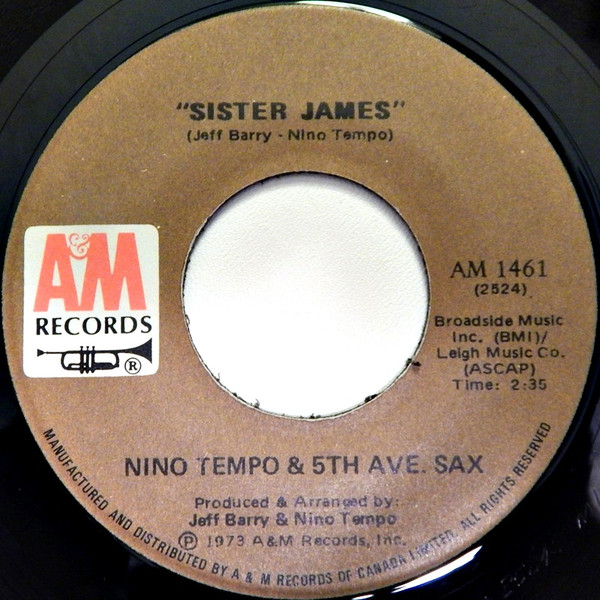 "SISTER JAMES"
(Jeff Barry - Nino Tempo)
A&M
RECORDS
®
AM 1461
(2524)
Broadside Music
Inc. (BMI)/
Leigh Music Co.
(ASCAP)
Time: 2:35
NINO TEMPO & 5TH AVE. SAX
Produced & Arranged by:
Jeff Barry & Nino Tempo
℗ 1973 A&M Records, Inc.
MANUFACTURED AND DISTRIBUTED BY A & M RECORDS OF CANADA LIMITED. ALL RIGHTS RESERVED